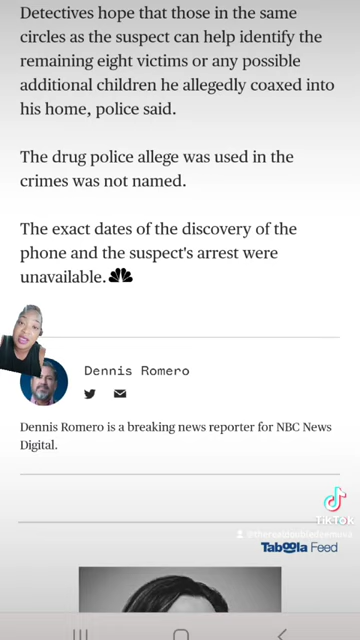 Detectives hope that those in the same
circles as the suspect can help identify the
remaining eight victims or any possible
additional children he allegedly coaxed into
his home, police said.
The drug police allege was used in the
crimes was not named.
The exact dates of the discovery of the
phone and the suspect's arrest were
unavailable.
Dennis Romero
Dennis Romero is a breaking news reporter for NBC News
Digital.
TikTok
Taboola Feed